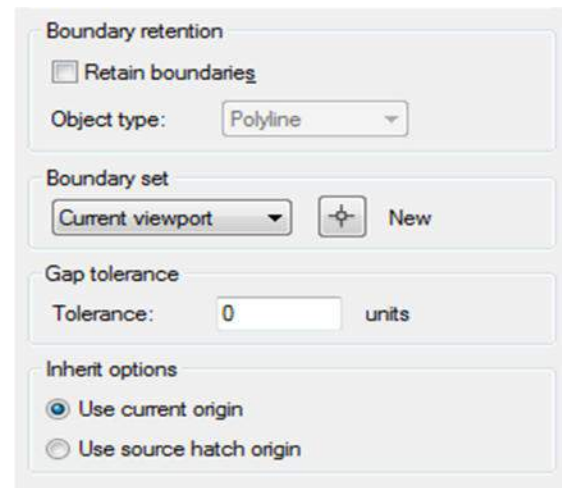 Boundary retention
Retain boundaries
Object type: Polyline
Boundary set
Current viewport New
Gap tolerance
Tolerance: 0 units
Inherit options
Use current origin
Use source hatch origin